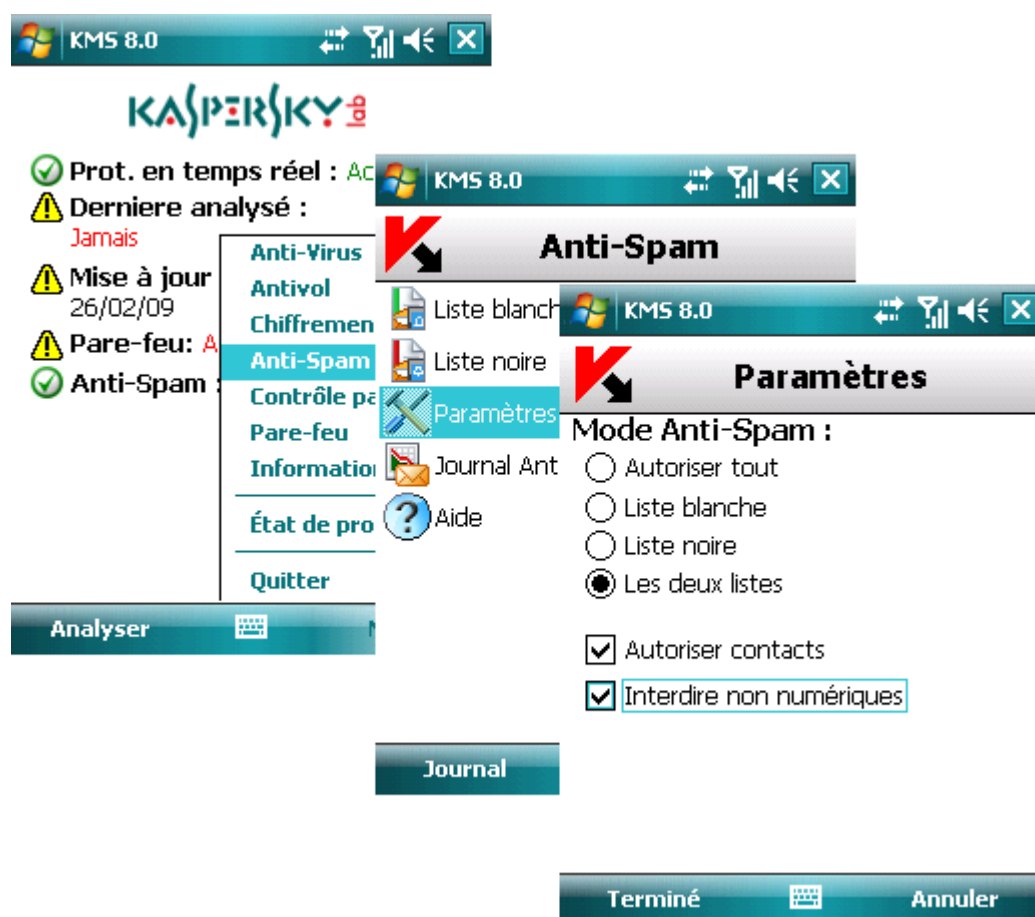 KMS 8.0
KASPERSKY lab
Prot. en temps réel : Ac
Derniere analysé :
Jamais
Mise à jour
26/02/09
Pare-feu: A
Anti-Spam :
Anti-Virus
Antivol
Chiffremen
Anti-Spam
Contrôle pa
Pare-feu
Information
État de pro
Quitter
Analyser
KMS 8.0
Anti-Spam
Liste blanch
Liste noire
Paramètres
Journal Ant
Aide
Journal
KMS 8.0
Paramètres
Mode Anti-Spam :
Autoriser tout
Liste blanche
Liste noire
Les deux listes
Autoriser contacts
Interdire non numériques
Terminé
Annuler